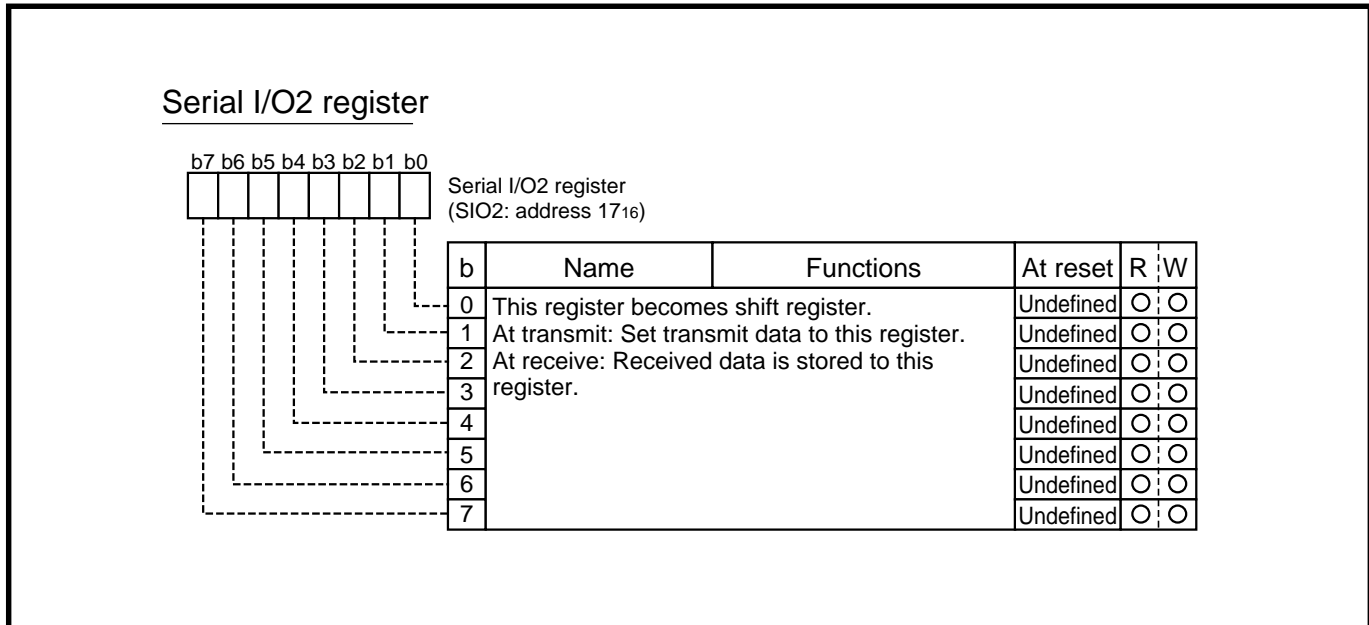 Serial I/O2 register
b7 b6 b5 b4 b3 b2 b1 b0
Serial I/O2 register
(SIO2: address 1716)
b Name Functions At reset R W
0 This register becomes shift register. Undefined O O
1 At transmit: Set transmit data to this register. Undefined O O
2 At receive: Received data is stored to this Undefined O O
3 register. Undefined O O
4 Undefined O O
5 Undefined O O
6 Undefined O O
7 Undefined O O